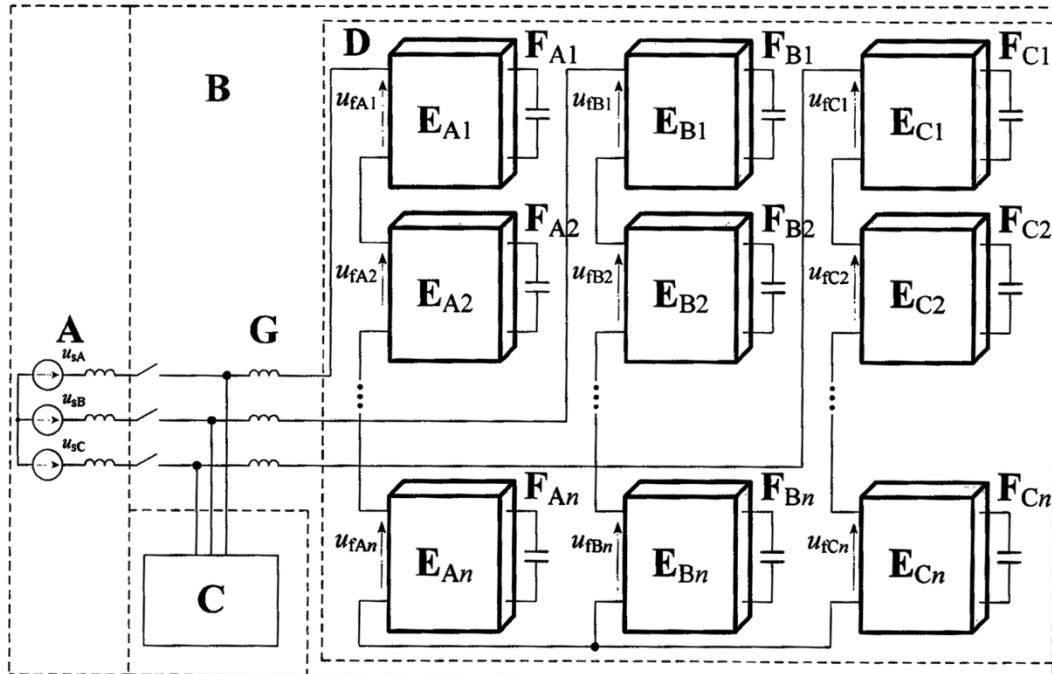 D F_A1 F_B1 F_C1
B
u_fA1 E_A1 u_fB1 E_B1 u_fC1 E_C1
F_A2 F_B2 F_C2
u_fA2 E_A2 u_fB2 E_B2 u_fC2 E_C2
A G
u_sA
u_sB
u_sC
F_An F_Bn F_Cn
u_fAn E_An u_fBn E_Bn u_fCn E_Cn
C